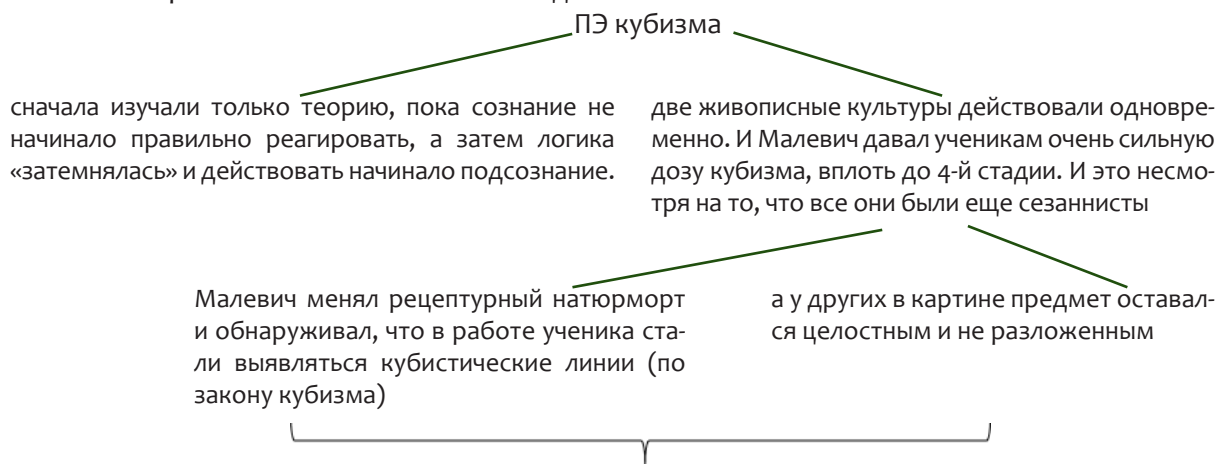 ПЭ кубизма
сначала изучали только теорию, пока сознание не
начинало правильно реагировать, а затем логика
«затемнялась» и действовать начинало подсознание.
две живописные культуры действовали одновре-
менно. И Малевич давал ученикам очень сильную
дозу кубизма, вплоть до 4-й стадии. И это несмо-
тря на то, что все они были еще сезаннисты
Малевич менял рецептурный натюрморт
и обнаруживал, что в работе ученика ста-
ли выявляться кубистические линии (по
закону кубизма)
а у других в картине предмет оставал-
ся целостным и не разложенным